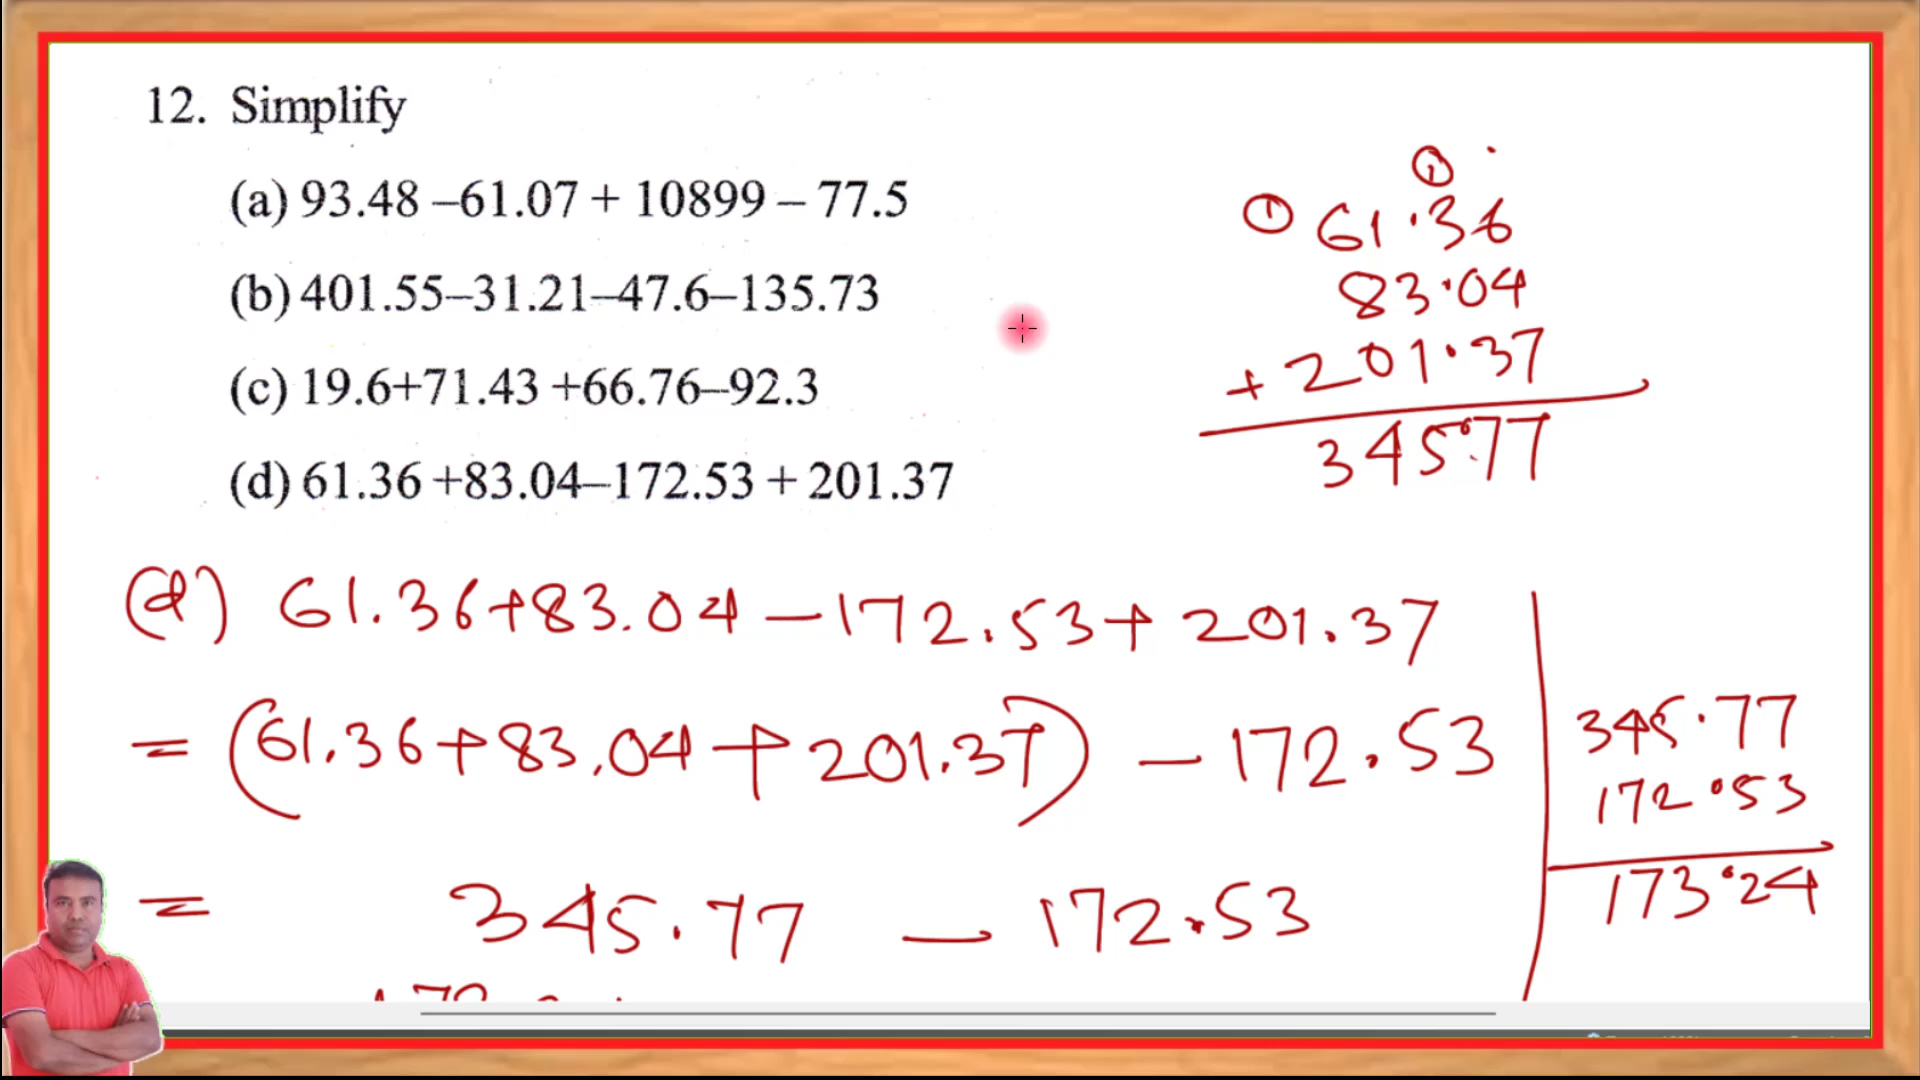 12. Simplify
(a) 93.48 –61.07 + 10899 – 77.5
(b) 401.55–31.21–47.6–135.73
(c) 19.6+71.43 +66.76–92.3
(d) 61.36 +83.04–172.53 + 201.37
1
1 61.36
83.04
+ 201.37
345.77
(d) 61.36+83.04 – 172.53 + 201.37
= (61.36+83.04 + 201.37) – 172.53
= 345.77 – 172.53
345.77
172.53
173.24